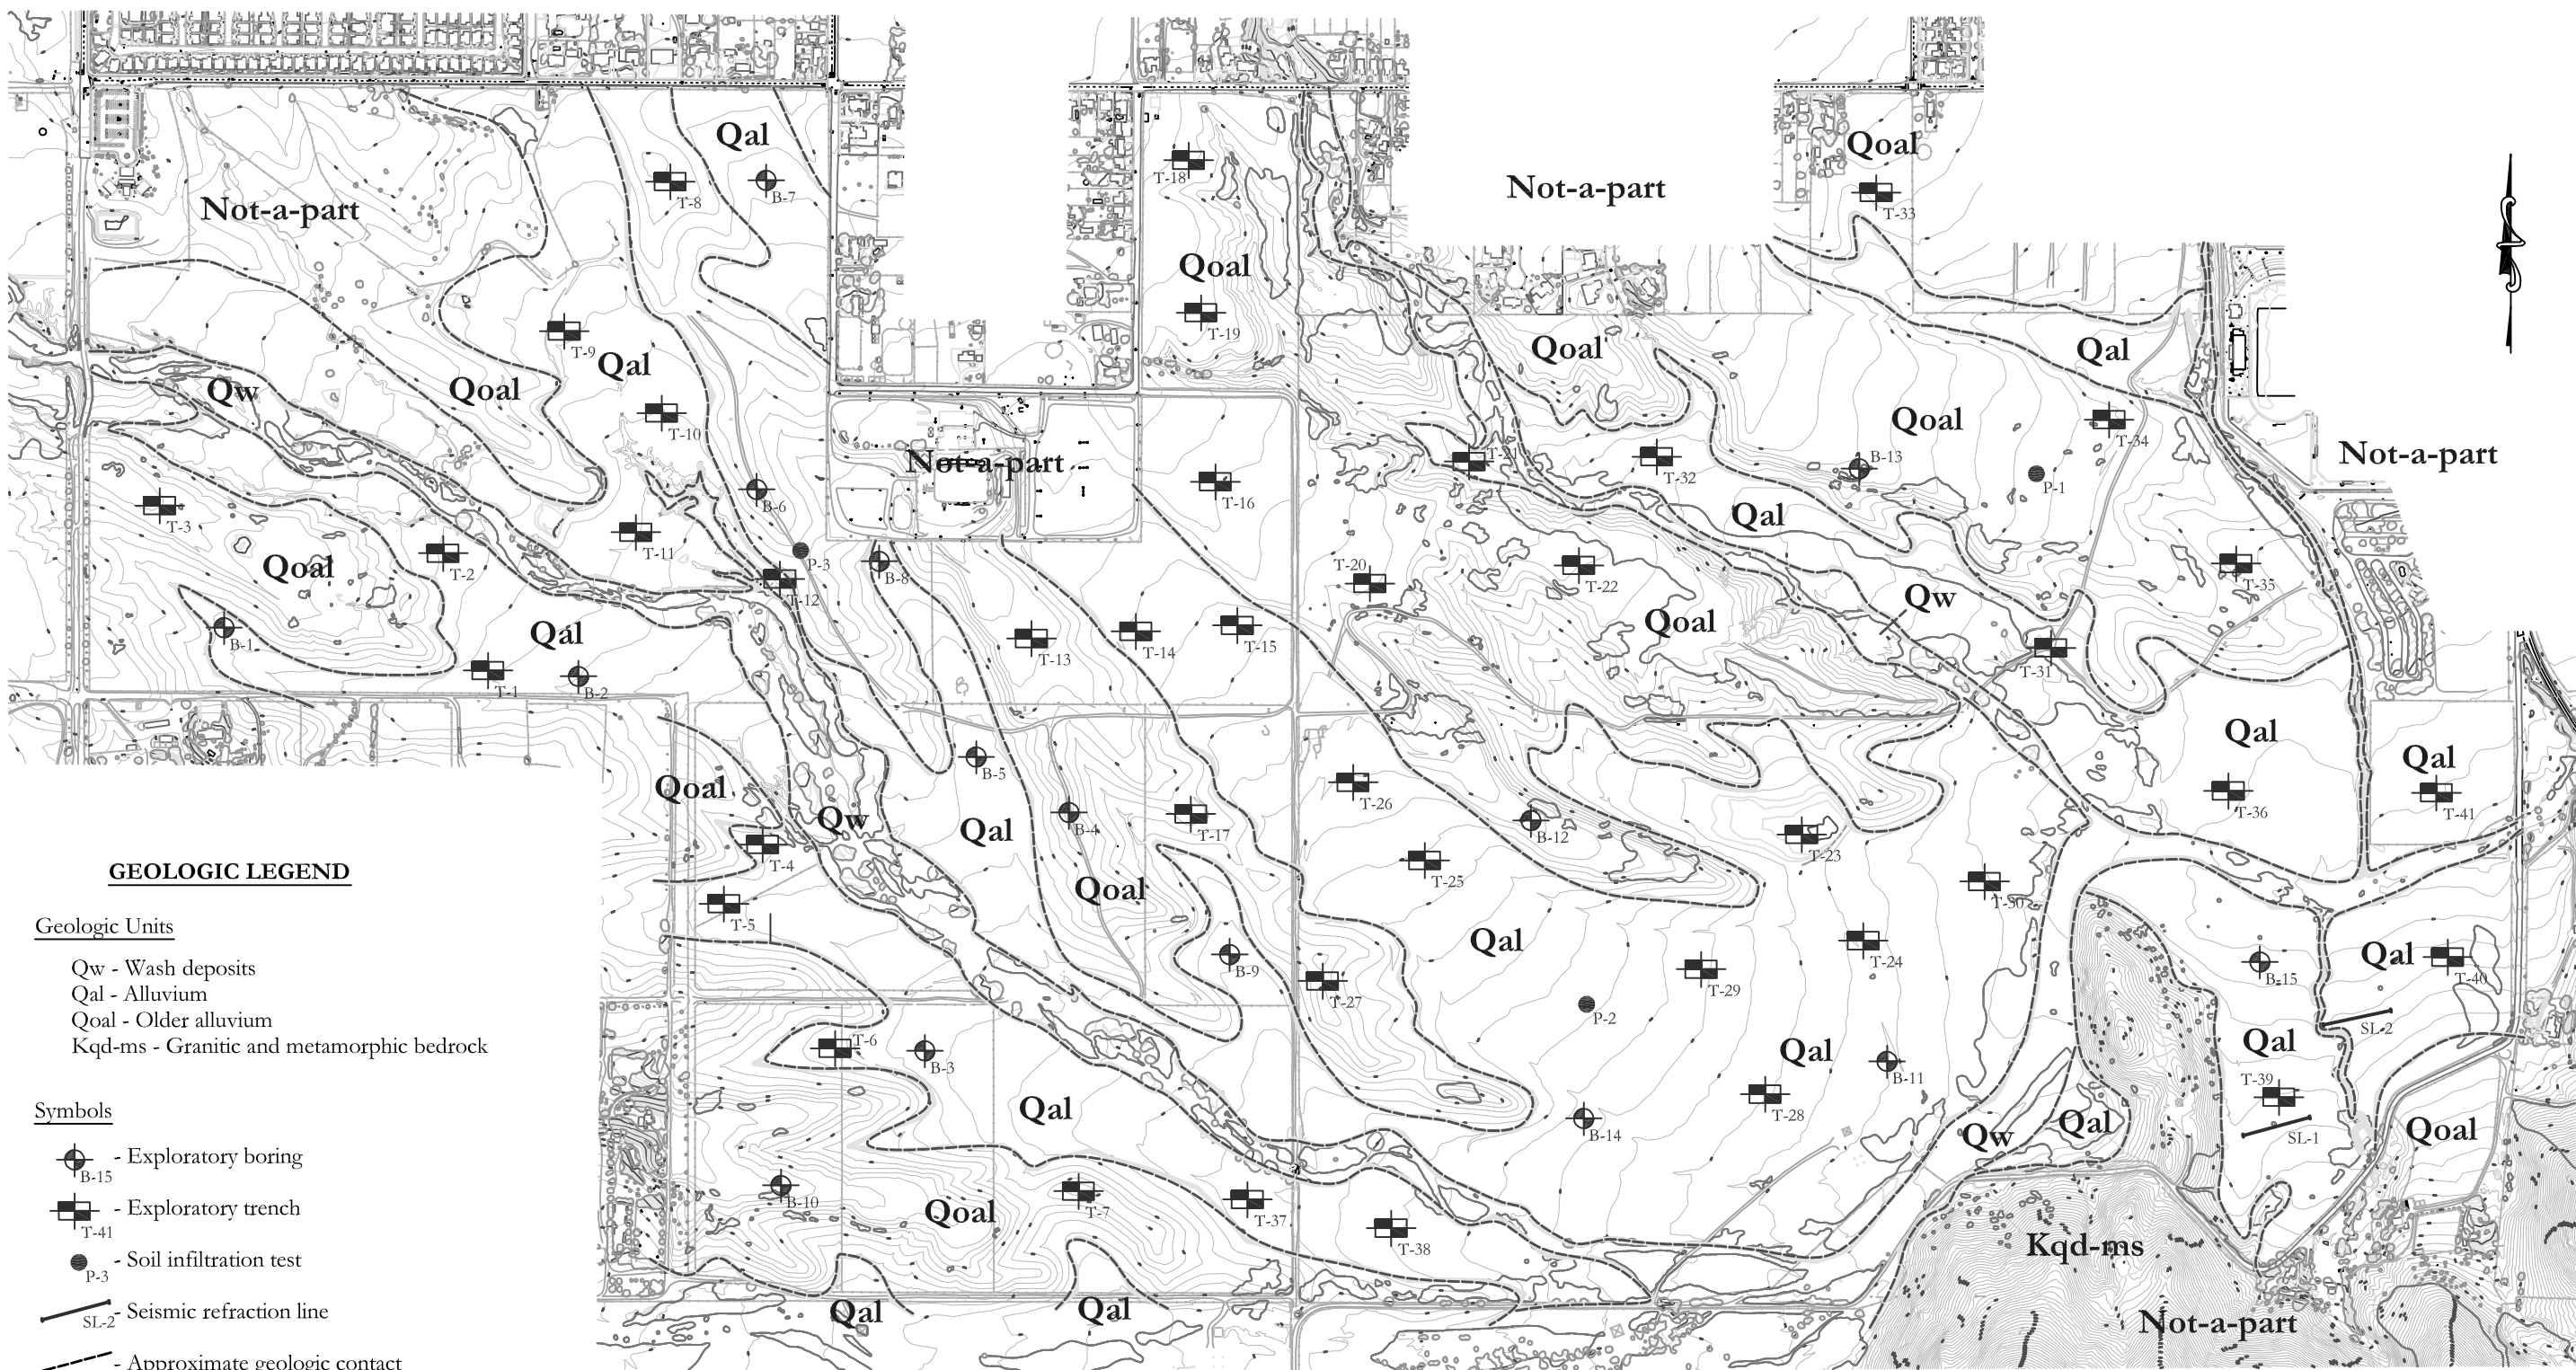 Qal
T-8
B-7
T-18
Qoal
T-33
Not-a-part
Not-a-part
Qoal
T-19
T-9
Qal
Qoal
Qal
Qw
Qoal
T-10
Qoal
T-34
T-21
T-32
B-13
P-1
Not-a-part
Not-a-part
T-16
B-6
T-3
T-11
Qal
T-2
Qoal
P-3
B-8
T-12
T-20
T-22
T-35
Qw
B-1
Qal
T-13
T-14
T-15
Qoal
T-31
T-1
B-2
Qal
Qal
B-5
Qoal
T-26
T-36
T-41
Qw
Qal
B-4
T-17
B-12
T-23
T-4
T-25
GEOLOGIC LEGEND
Qoal
T-30
T-5
Geologic Units
Qal
T-24
Qal
T-40
B-9
B-15
Qw - Wash deposits
T-29
T-27
Qal - Alluvium
P-2
Qoal - Older alluvium
SL-2
Kqd-ms - Granitic and metamorphic bedrock
T-6
B-3
Qal
B-11
Qal
T-39
Qal
T-28
Symbols
B-14
Qw
Qal
SL-1
Qoal
B-15
- Exploratory boring
B-10
Qoal
T-7
T-37
T-41
- Exploratory trench
T-38
Kqd-ms
P-3
- Soil infiltration test
Qal
Qal
SL-2
- Seismic refraction line
Not-a-part
- Approximate geologic contact